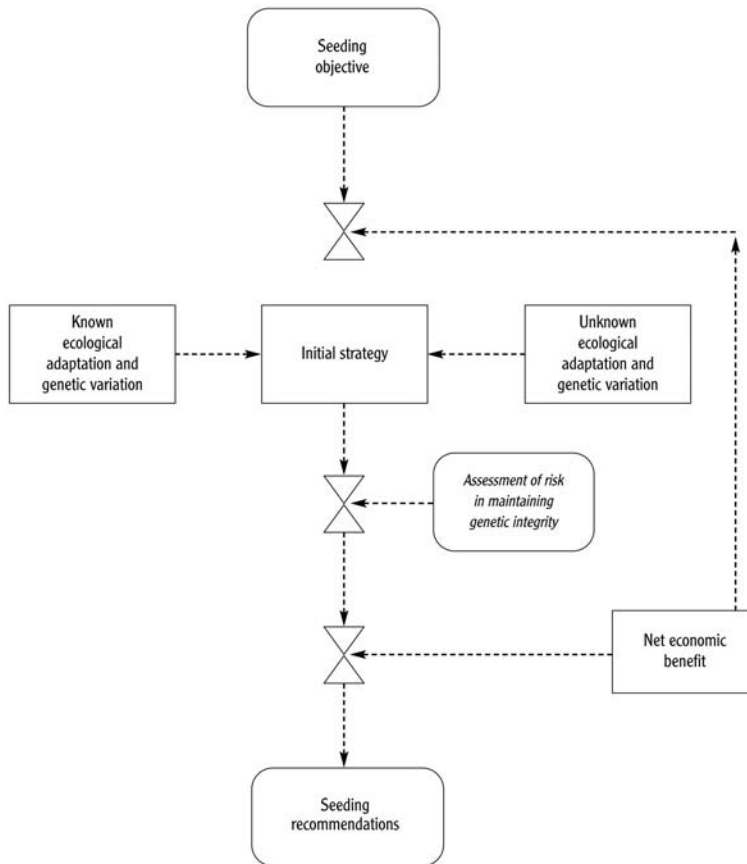 Seeding
objective
Known
ecological
adaptation and
genetic variation
Initial strategy
Unknown
ecological
adaptation and
genetic variation
Assessment of risk
in maintaining
genetic integrity
Net economic
benefit
Seeding
recommendations